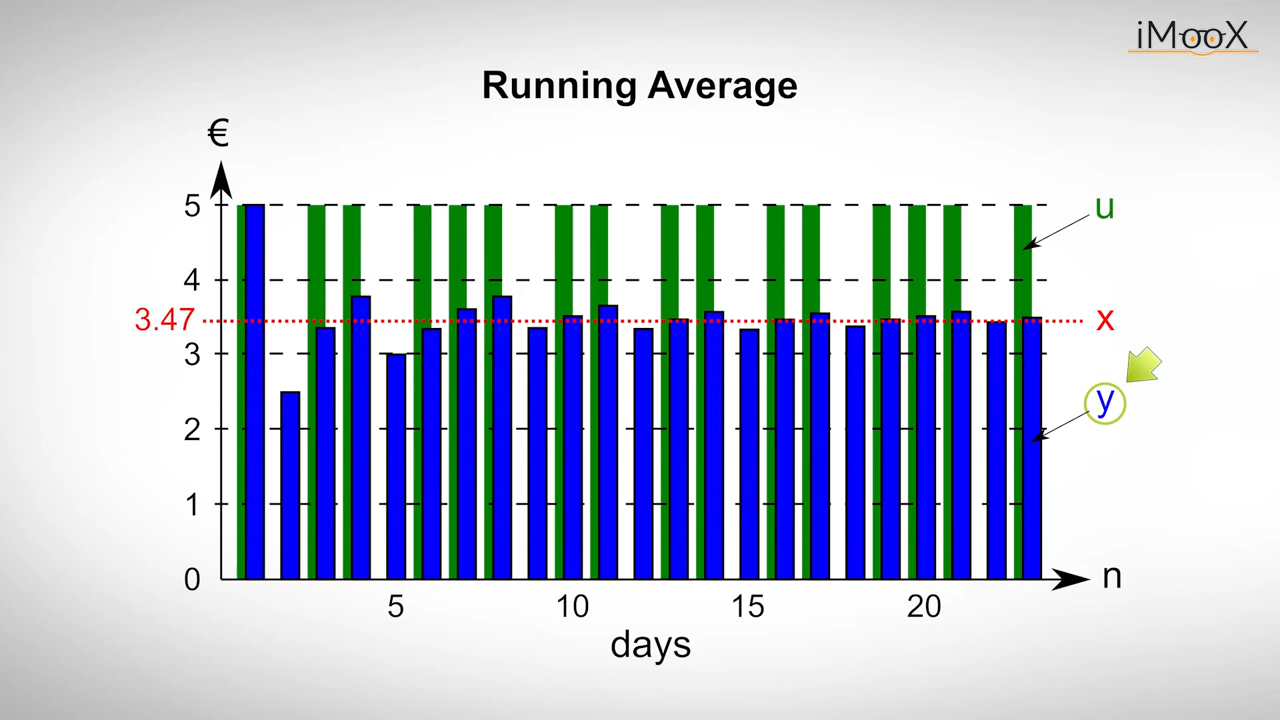 iMooX
Running Average
€
5
4
3.47
3
2
1
0
u
x
y
n
5 10 15 20
days